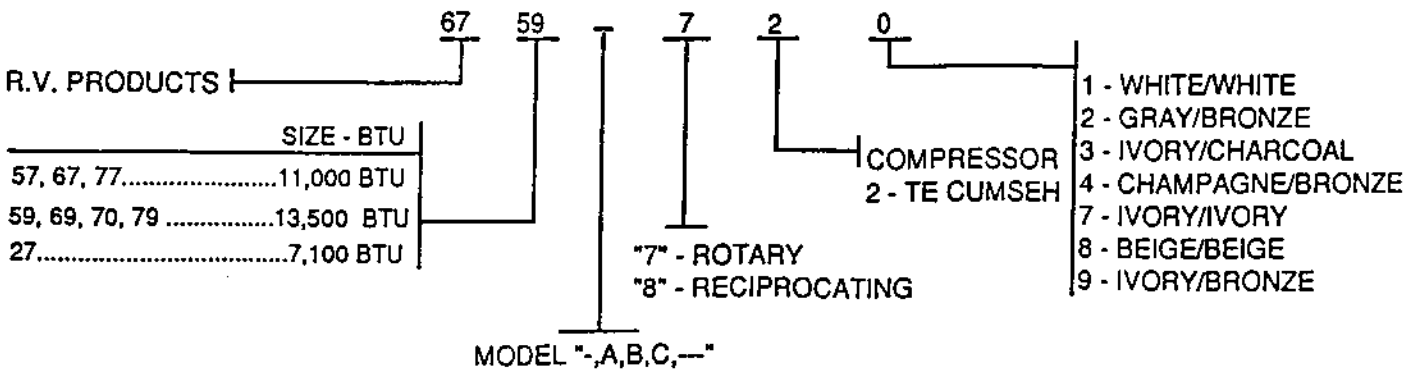 67 59 - 7 2 0
R.V. PRODUCTS
SIZE - BTU
57, 67, 77.......................11,000 BTU
59, 69, 70, 79 ................13,500 BTU
27.................................7,100 BTU
"7" - ROTARY
"8" - RECIPROCATING
MODEL "-,A,B,C,---"
COMPRESSOR
2 - TE CUMSEH
1 - WHITE/WHITE
2 - GRAY/BRONZE
3 - IVORY/CHARCOAL
4 - CHAMPAGNE/BRONZE
7 - IVORY/IVORY
8 - BEIGE/BEIGE
9 - IVORY/BRONZE